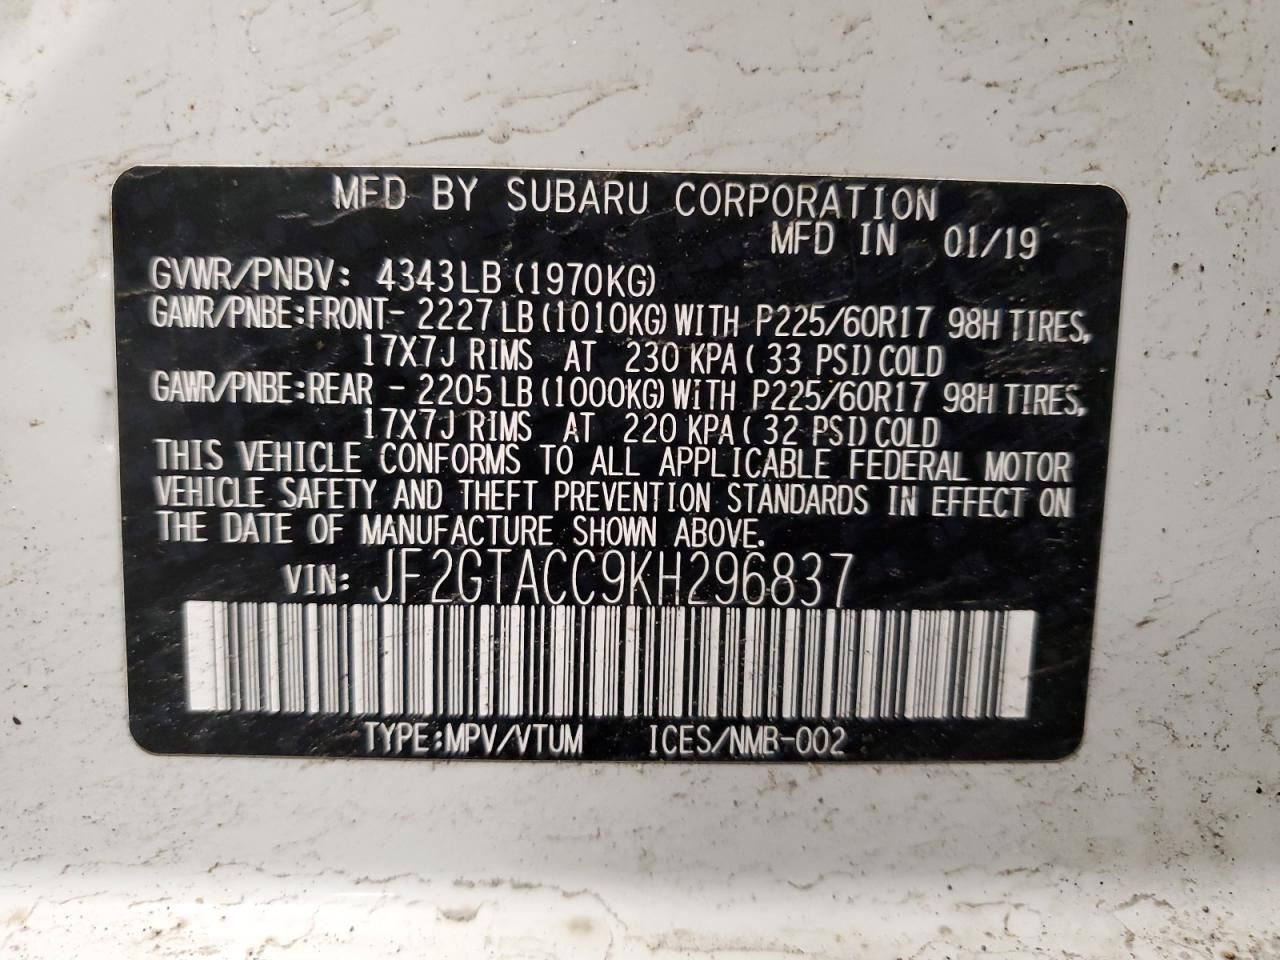 MFD BY SUBARU CORPORATION
MFD IN 01/19
GVWR/PNBV: 4343LB (1970KG)
GAWR/PNBE:FRONT- 2227LB(1010KG)WITH P225/60R17 98H TIRES,
17X7J RIMS AT 230 KPA( 33 PSI)COLD
GAWR/PNBE:REAR - 2205LB(1000KG)WITH P225/60R17 98H TIRES,
17X7J RIMS AT 220 KPA( 32 PSI)COLD
THIS VEHICLE CONFORMS TO ALL APPLICABLE FEDERAL MOTOR
VEHICLE SAFETY AND THEFT PREVENTION STANDARDS IN EFFECT ON
THE DATE OF MANUFACTURE SHOWN ABOVE.
VIN: JF2GTACC9KH296837
TYPE:MPV/VTUM ICES/NMB-002